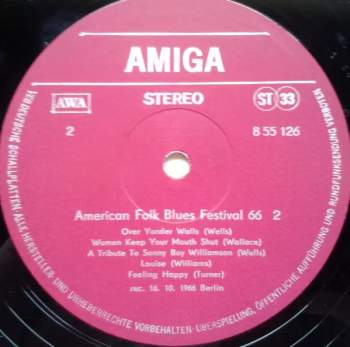 AMIGA
AWA STEREO ST 33
2 8 55 126
American Folk Blues Festival 66 2
Over Yonder Walls (Wells)
Women Keep Your Mouth Shut (Wallace)
A Tribute To Sonny Boy Williamson (Wells)
Louise (Williams)
Feeling Happy (Turner)
rec. 16. 10. 1966 Berlin
VEB DEUTSCHE SCHALLPLATTEN. ALLE HERSTELLER- UND URHEBERRECHTE VORBEHALTEN · ÜBERSPIELUNG, ÖFFENTLICHE AUFFÜHRUNG UND RUNDFUNKSENDUNG VERBOTEN